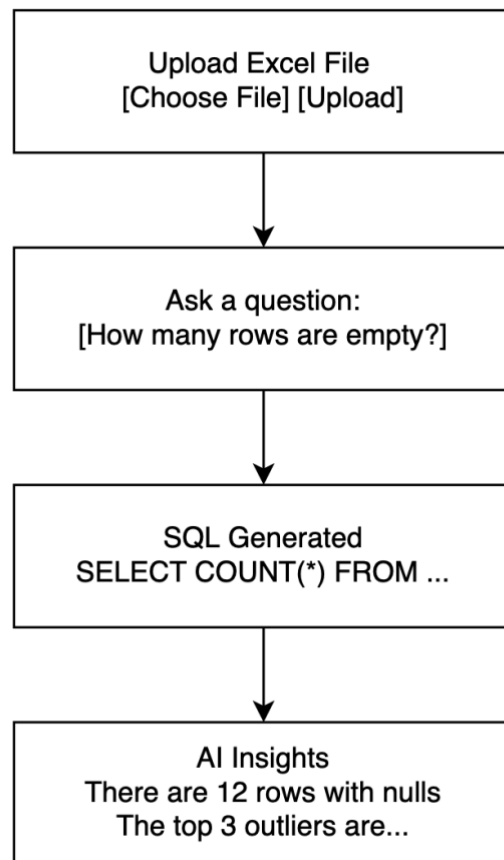 Upload Excel File
[Choose File] [Upload]
Ask a question:
[How many rows are empty?]
SQL Generated
SELECT COUNT(*) FROM ...
AI Insights
There are 12 rows with nulls
The top 3 outliers are...